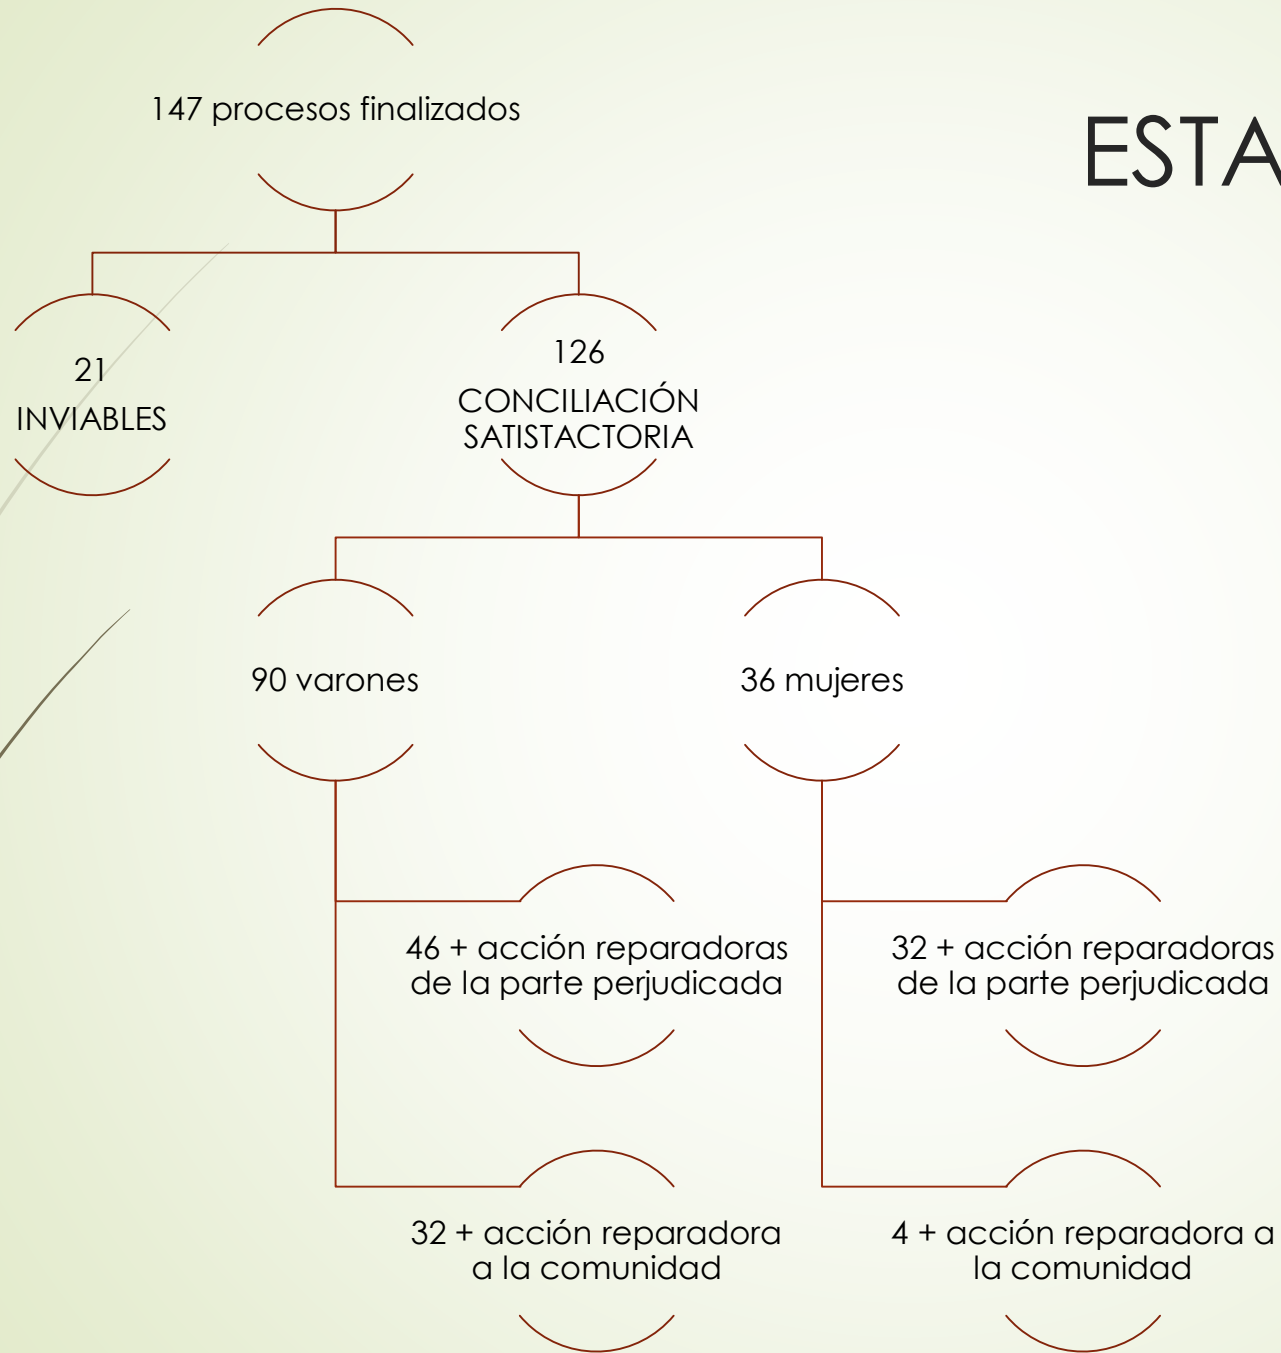 147 procesos finalizados
ESTA
21
INVIABLES
126
CONCILIACIÓN
SATISTACTORIA
90 varones
36 mujeres
46 + acción reparadoras
de la parte perjudicada
32 + acción reparadoras
de la parte perjudicada
32 + acción reparadora
a la comunidad
4 + acción reparadora a
la comunidad